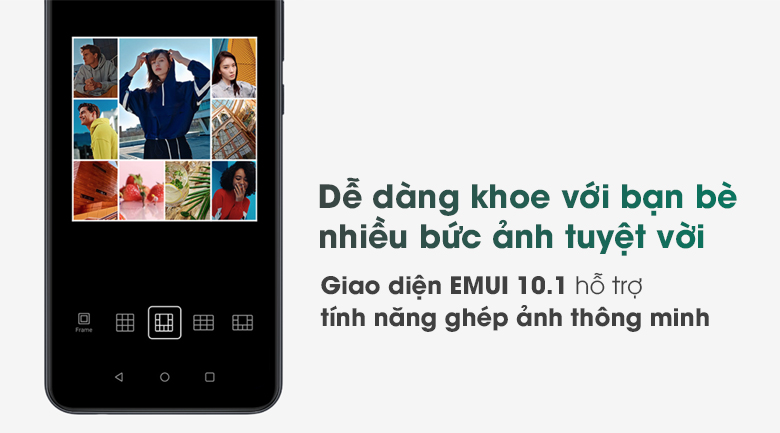 Dễ dàng khoe với bạn bè
nhiều bức ảnh tuyệt vời
Giao diện EMUI 10.1 hỗ trợ
tính năng ghép ảnh thông minh
Frame